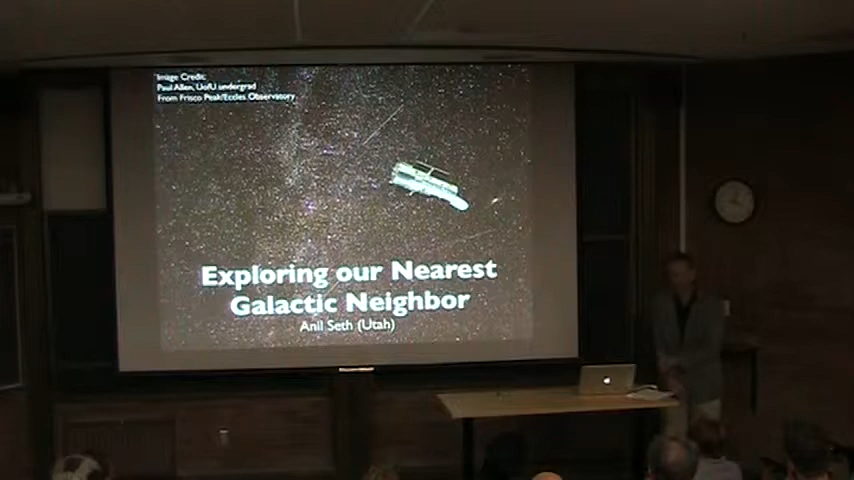 Image Credit:
Paul Allen, UofU undergrad
From Frisco Peak/Eccles Observatory
Exploring our Nearest
Galactic Neighbor
Anil Seth (Utah)